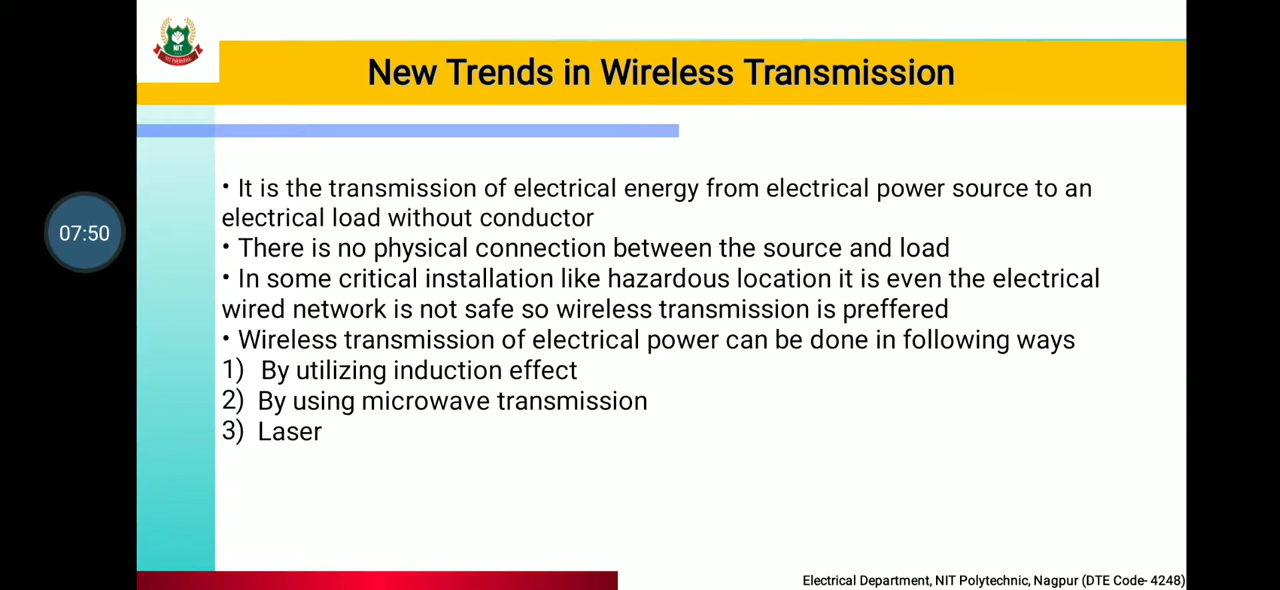 NIT
New Trends in Wireless Transmission
• It is the transmission of electrical energy from electrical power source to an
electrical load without conductor
• There is no physical connection between the source and load
07:50
• In some critical installation like hazardous location it is even the electrical
wired network is not safe so wireless transmission is preffered
• Wireless transmission of electrical power can be done in following ways
1) By utilizing induction effect
2) By using microwave transmission
3) Laser
Electrical Department, NIT Polytechnic, Nagpur (DTE Code- 4248)